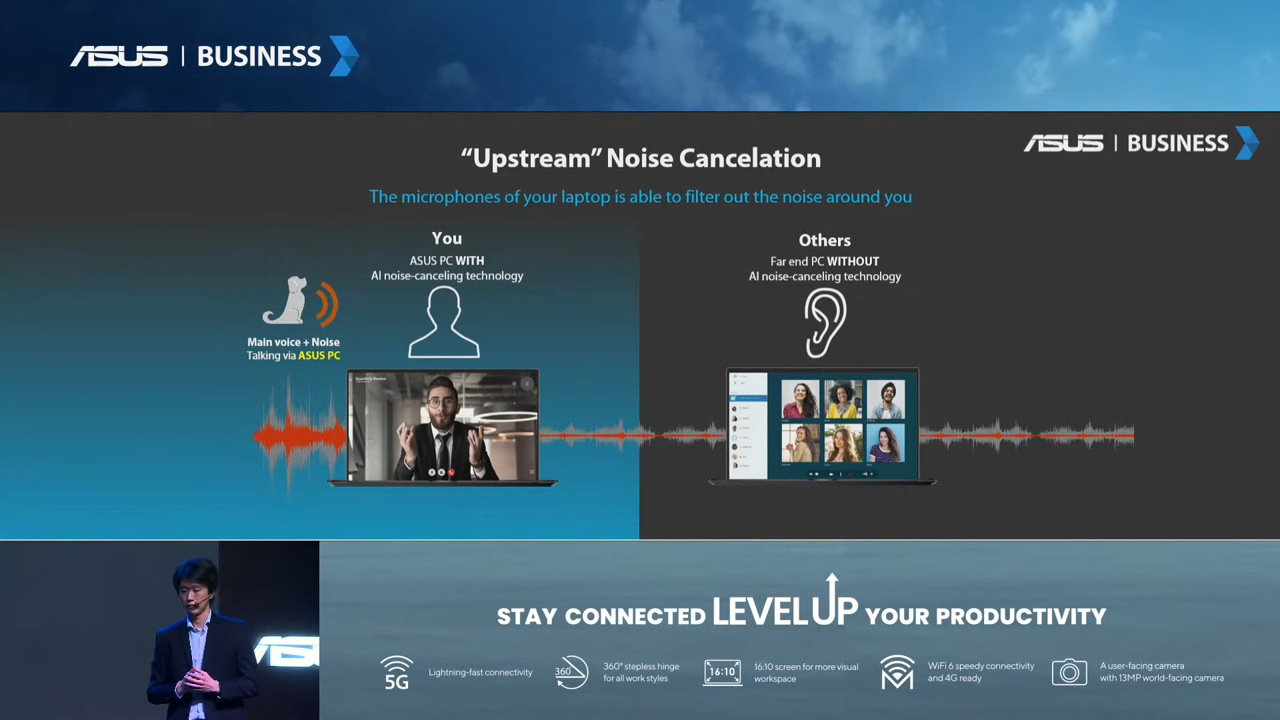 ASUS | BUSINESS
ASUS | BUSINESS
“Upstream” Noise Cancelation
The microphones of your laptop is able to filter out the noise around you
You
ASUS PC WITH
AI noise-canceling technology
Others
Far end PC WITHOUT
AI noise-canceling technology
Main voice + Noise
Talking via ASUS PC
Quarterly Review
STAY CONNECTED LEVEL UP YOUR PRODUCTIVITY
5G
Lightning-fast connectivity
360°
360° stepless hinge
for all work styles
16:10
16:10 screen for more visual
workspace
WiFi 6 speedy connectivity
and 4G ready
A user-facing camera
with 13MP world-facing camera
ASUS